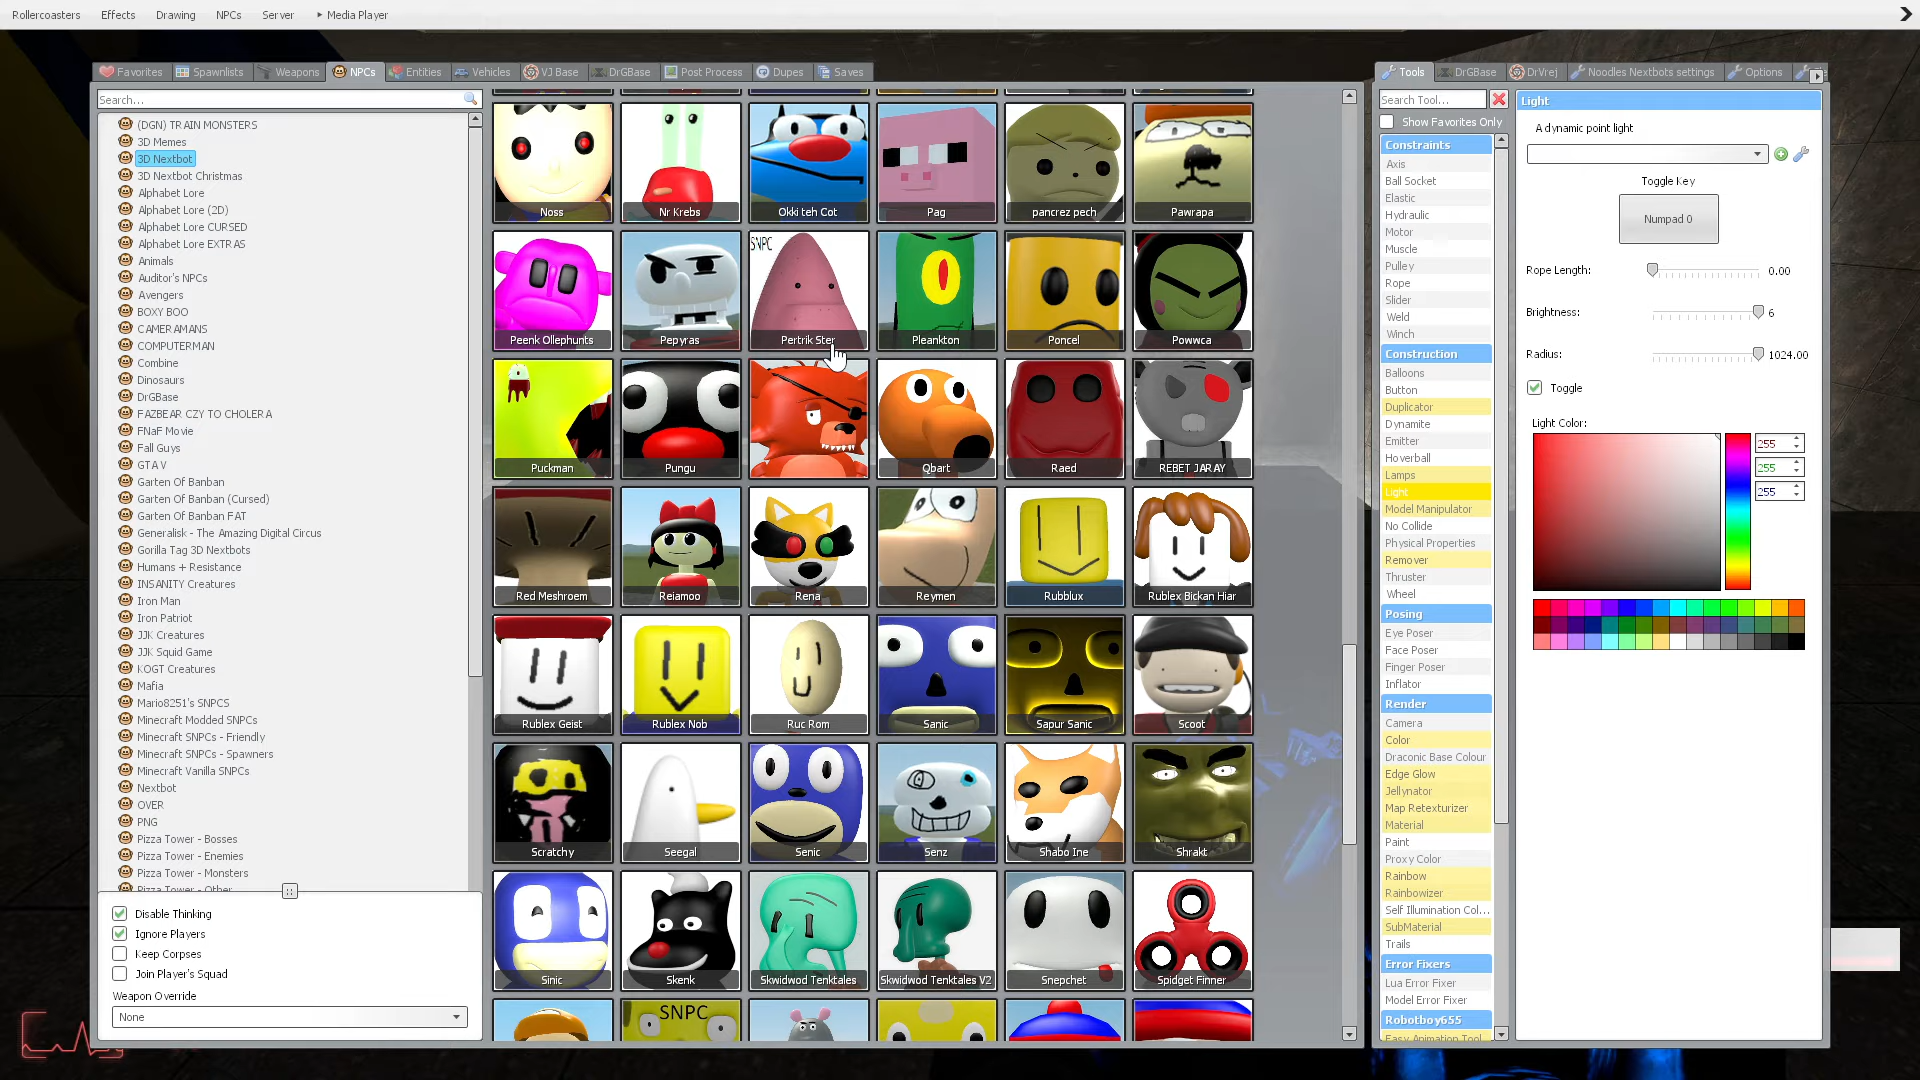 Rollercoasters Effects Drawing NPCs Server Media Player
Favorites Spawnlists Weapons NPCs Entities Vehicles VJ Base DrGBase Post Process Dupes Saves
Search...
(DGN) TRAIN MONSTERS
3D Memes
3D Nextbot
3D Nextbot Christmas
Alphabet Lore
Alphabet Lore (2D)
Alphabet Lore CURSED
Alphabet Lore EXTRAS
Animals
Auditor's NPCs
Avengers
BOXY BOO
CAMERAMANS
COMPUTERMAN
Combine
Dinosaurs
DrGBase
FAZBEAR CZY TO CHOLERA
FNaF Movie
Fall Guys
GTA V
Garten Of Banban
Garten Of Banban (Cursed)
Garten Of Banban FAT
Generalisk - The Amazing Digital Circus
Gorilla Tag 3D Nextbots
Humans + Resistance
INSANITY Creatures
Iron Man
Iron Patriot
JJK Creatures
JJK Squid Game
KOGT Creatures
Mafia
Mario8251's SNPCS
Minecraft Modded SNPCs
Minecraft SNPCs - Friendly
Minecraft SNPCs - Spawners
Minecraft Vanilla SNPCs
Nextbot
OVER
PNG
Pizza Tower - Bosses
Pizza Tower - Enemies
Pizza Tower - Monsters
Pizza Tower - Other
Disable Thinking
Ignore Players
Keep Corpses
Join Player's Squad
Weapon Override
None
Noss Nr Krebs Okki teh Cot Pag pancrez pech Pawrapa
SNPC
Peenk Ollephunts Pepyras Pertrik Ster Pleankton Poncel Powwca
Puckman Pungu Qbart Raed REBET JARAY
Red Meshroem Reiamoo Rena Reymen Rubblux Rublex Bickan Hiar
Rublex Geist Rublex Nob Ruc Rom Sanic Sapur Sanic Scoot
Scratchy Seegal Senic Senz Shabo Ine Shrakt
Sinic Skenk Skwidwod Tenktales Skwidwod Tenktales V2 Snepchet Spidget Finner
SNPC
Tools DrGBase DrVrej Noodles Nextbots settings Options
Search Tool...
Show Favorites Only
Constraints
Axis
Ball Socket
Elastic
Hydraulic
Motor
Muscle
Pulley
Rope
Slider
Weld
Winch
Construction
Balloons
Button
Duplicator
Dynamite
Emitter
Hoverball
Lamps
Light
Model Manipulator
No Collide
Physical Properties
Remover
Thruster
Wheel
Posing
Eye Poser
Face Poser
Finger Poser
Inflator
Render
Camera
Color
Draconic Base Colour
Edge Glow
Jellynator
Map Retexturizer
Material
Paint
Proxy Color
Rainbow
Rainbowizer
Self Illumination Col...
SubMaterial
Trails
Error Fixers
Lua Error Fixer
Model Error Fixer
Robotboy655
Easy Animation Tool
Light
A dynamic point light
Toggle Key
Numpad 0
Rope Length: 0.00
Brightness: 6
Radius: 1024.00
Toggle
Light Color:
255
255
255